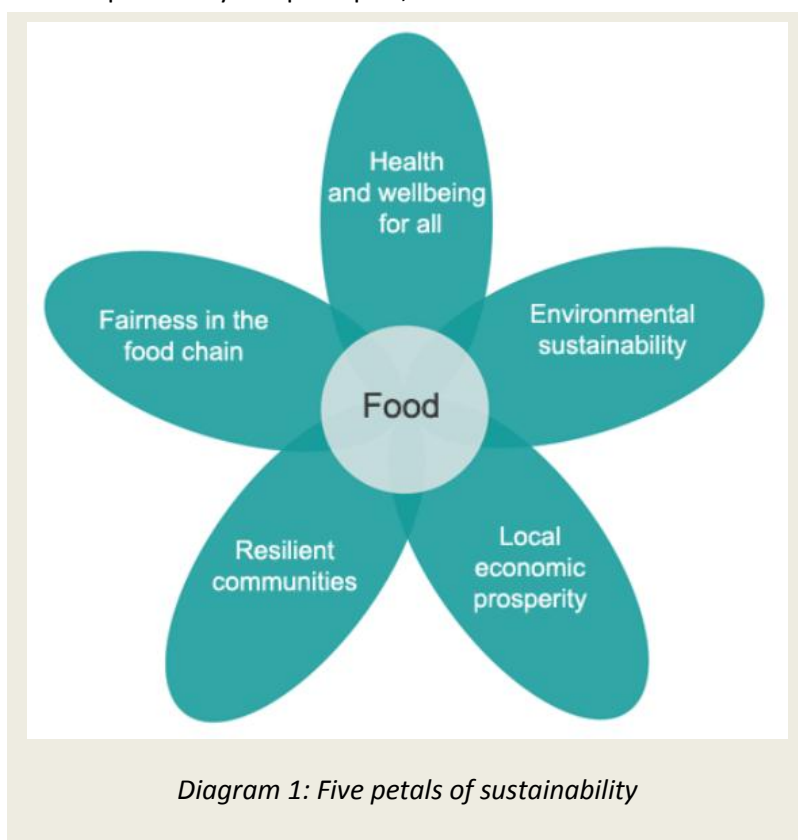 Health
and wellbeing
for all
Fairness in the
food chain
Environmental
sustainability
Food
Resilient
communities
Local
economic
prosperity
Diagram 1: Five petals of sustainability